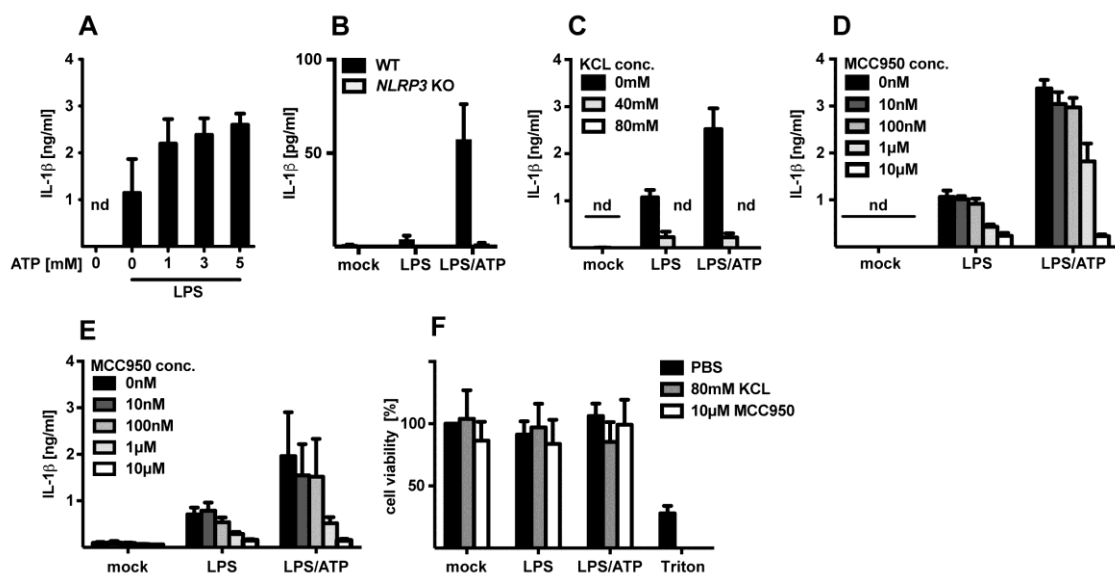 A
IL-1β [ng/ml]
4
3
2
1
nd
ATP [mM] 0 0 1 3 5
LPS
B
IL-1β [pg/ml]
100
50
WT
NLRP3 KO
mock LPS LPS/ATP
C
KCL conc.
0mM
40mM
80mM
IL-1β [ng/ml]
4
3
2
1
nd nd nd
mock LPS LPS/ATP
D
MCC950 conc.
0nM
10nM
100nM
1µM
10µM
IL-1β [ng/ml]
4
3
2
1
nd
mock LPS LPS/ATP
E
MCC950 conc.
0nM
10nM
100nM
1µM
10µM
IL-1β [ng/ml]
4
3
2
1
mock LPS LPS/ATP
F
PBS
80mM KCL
10µM MCC950
cell viability [%]
100
50
mock LPS LPS/ATP Triton